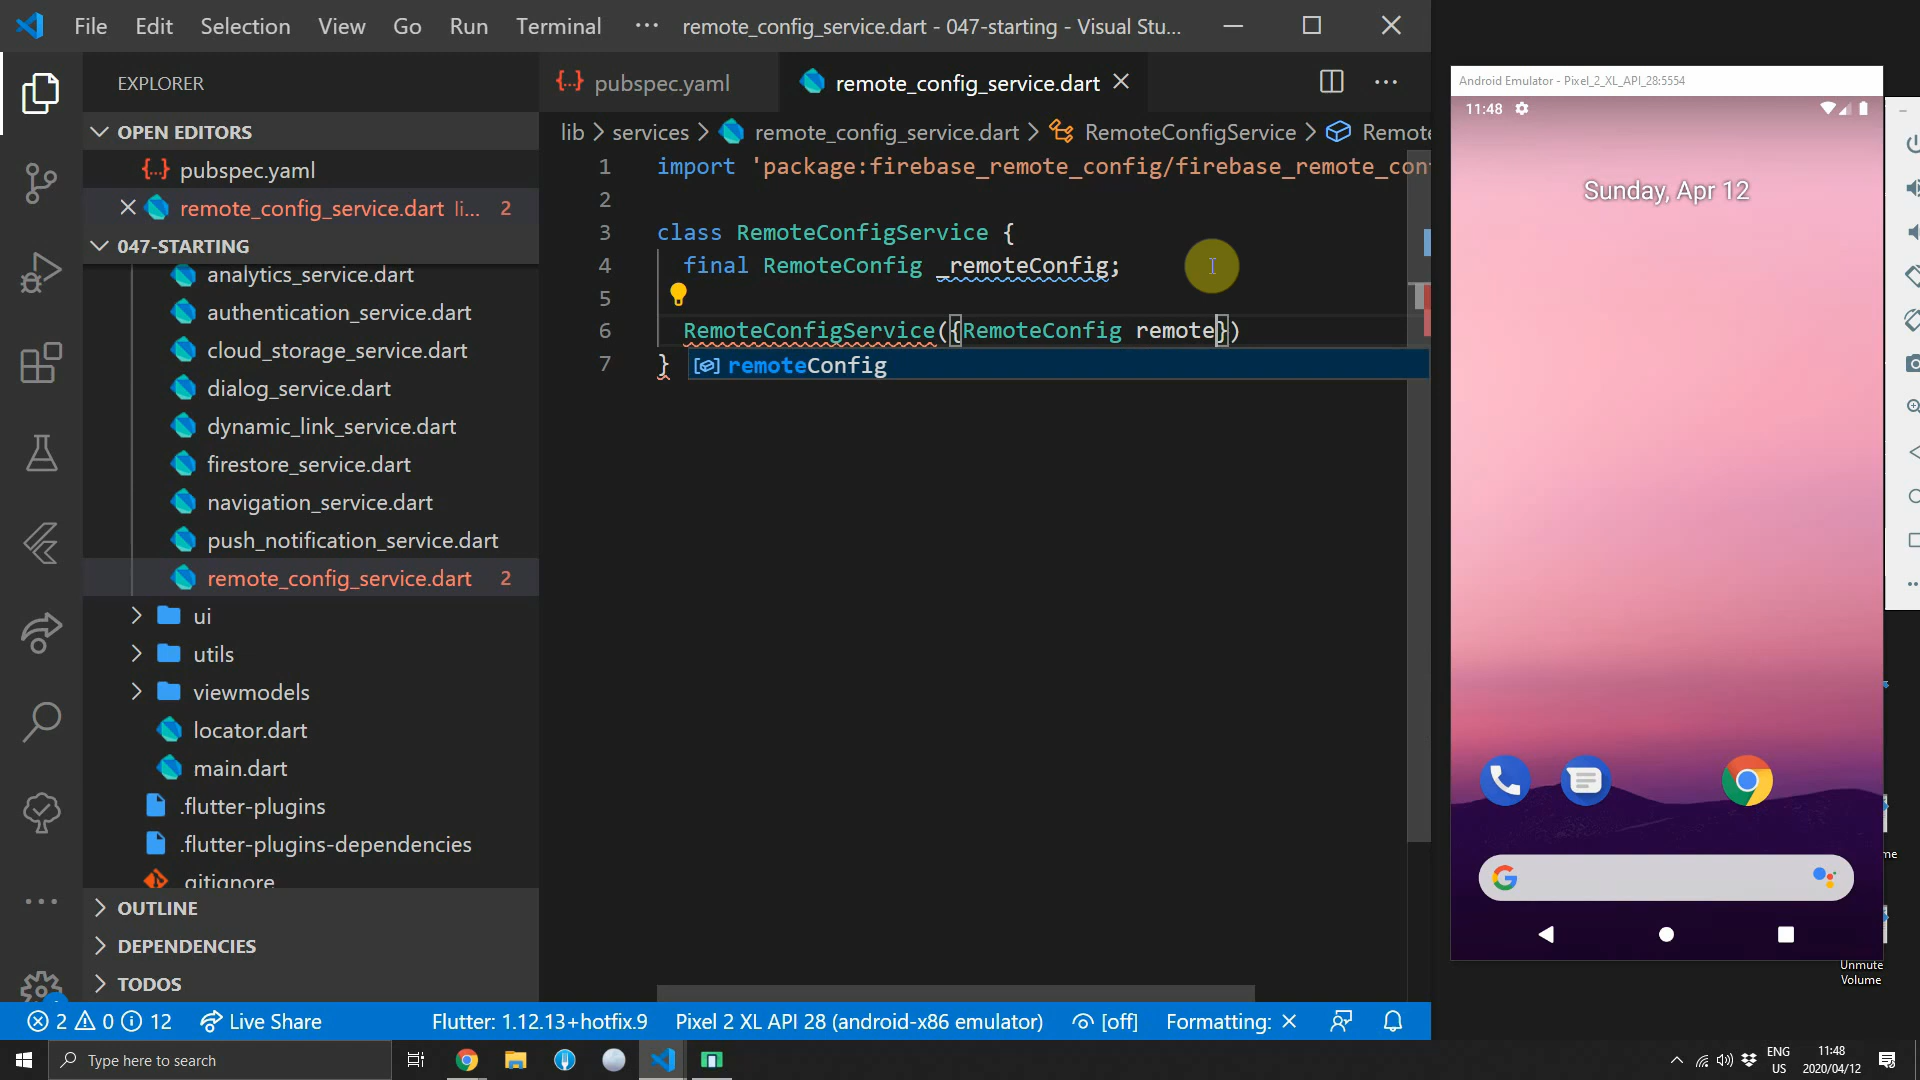 File Edit Selection View Go Run Terminal ··· remote_config_service.dart - 047-starting - Visual Stu...
EXPLORER
OPEN EDITORS
{..} pubspec.yaml
remote_config_service.dart li... 2
047-STARTING
analytics_service.dart
authentication_service.dart
cloud_storage_service.dart
dialog_service.dart
dynamic_link_service.dart
firestore_service.dart
navigation_service.dart
push_notification_service.dart
remote_config_service.dart 2
ui
utils
viewmodels
locator.dart
main.dart
.flutter-plugins
.flutter-plugins-dependencies
.gitignore
OUTLINE
DEPENDENCIES
TODOS
{..} pubspec.yaml
remote_config_service.dart
lib > services > remote_config_service.dart > RemoteConfigService > Remote
1 import 'package:firebase_remote_config/firebase_remote_con
2
3 class RemoteConfigService {
4 final RemoteConfig _remoteConfig;
5
6 RemoteConfigService({RemoteConfig remote})
7 }
remoteConfig
2 0 12 Live Share Flutter: 1.12.13+hotfix.9 Pixel 2 XL API 28 (android-x86 emulator) [off] Formatting: ×
Android Emulator - Pixel_2_XL_API_28:5554
11:48
Sunday, Apr 12
G
me
Unmute
Volume
Type here to search
ENG
US
11:48
2020/04/12